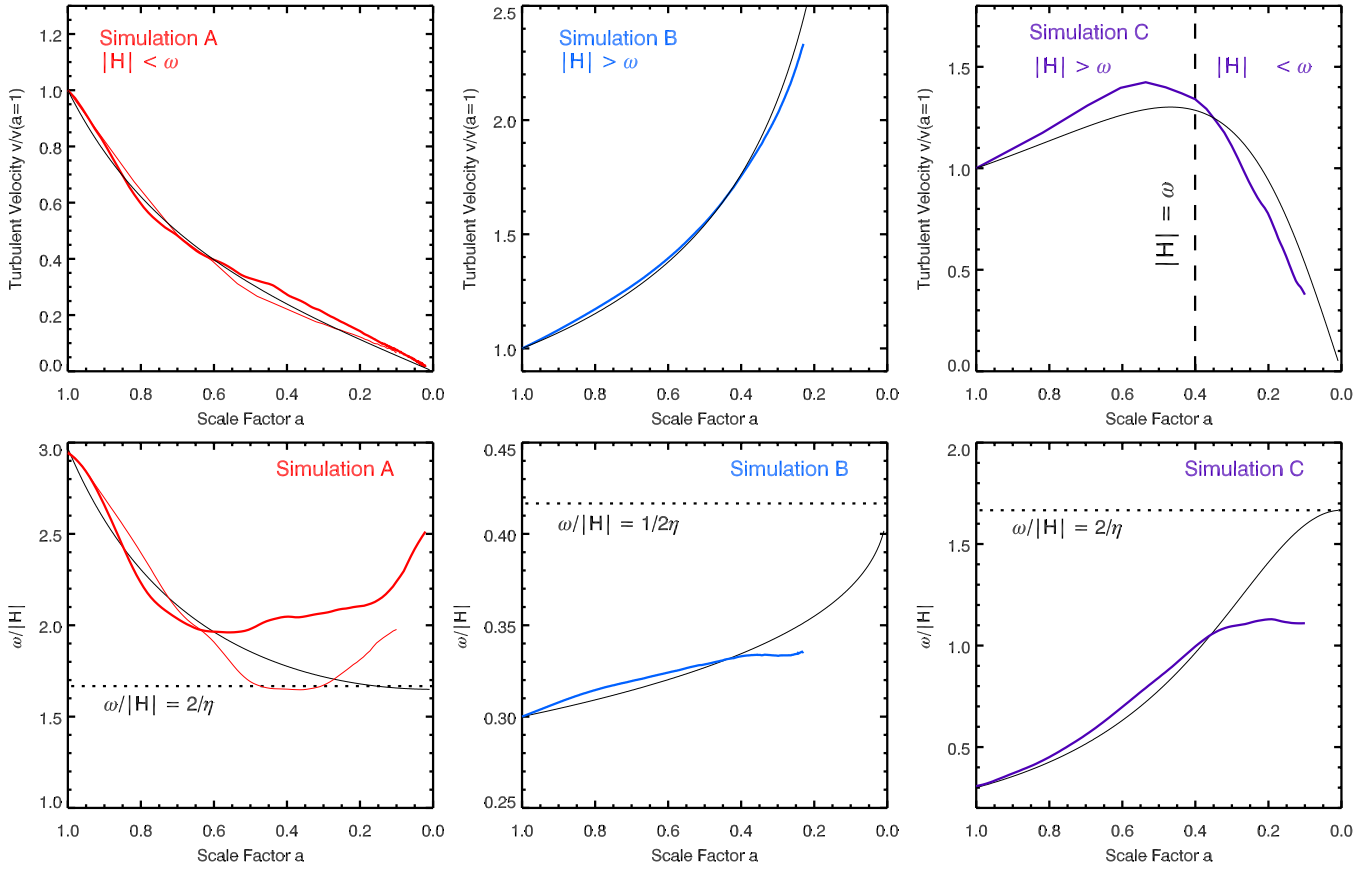 Simulation A
|H| < ω
Turbulent Velocity v/v(a=1)
1.2
1.0
0.8
0.6
0.4
0.2
0.0
1.0 0.8 0.6 0.4 0.2 0.0
Scale Factor a
Simulation B
|H| > ω
Turbulent Velocity v/v(a=1)
2.5
2.0
1.5
1.0
1.0 0.8 0.6 0.4 0.2 0.0
Scale Factor a
Simulation C
|H| > ω |H| < ω
|H| = ω
Turbulent Velocity v/v(a=1)
1.5
1.0
0.5
0.0
1.0 0.8 0.6 0.4 0.2 0.0
Scale Factor a
Simulation A
ω/|H|
3.0
2.5
2.0
1.5
1.0
ω/|H| = 2/η
1.0 0.8 0.6 0.4 0.2 0.0
Scale Factor a
Simulation B
ω/|H|
0.45
0.40
0.35
0.30
0.25
ω/|H| = 1/2η
1.0 0.8 0.6 0.4 0.2 0.0
Scale Factor a
Simulation C
ω/|H|
2.0
1.5
1.0
0.5
ω/|H| = 2/η
1.0 0.8 0.6 0.4 0.2 0.0
Scale Factor a